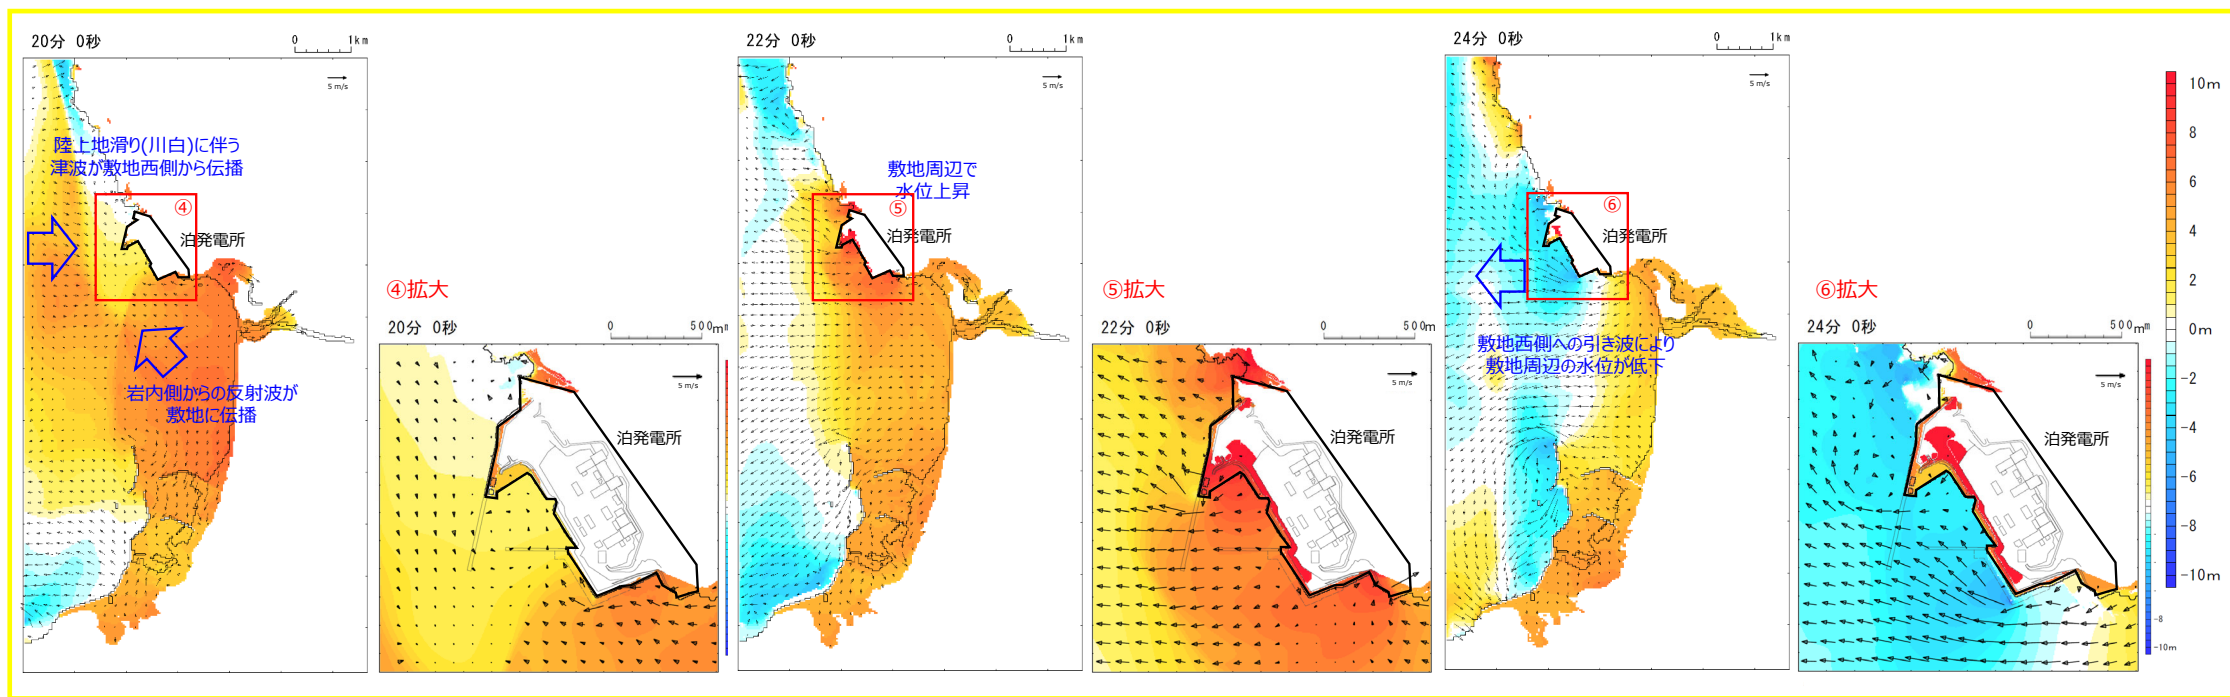 20分 0秒
0 1km
5 m/s
陸上地滑り(川白)に伴う
津波が敷地西側から伝播
④
泊発電所
岩内側からの反射波が
敷地に伝播
④拡大
20分 0秒
0 500m
5 m/s
泊発電所
22分 0秒
0 1km
5 m/s
敷地周辺で
水位上昇
⑤
泊発電所
⑤拡大
22分 0秒
0 500m
5 m/s
泊発電所
24分 0秒
0 1km
5 m/s
⑥
泊発電所
敷地西側への引き波により
敷地周辺の水位が低下
⑥拡大
24分 0秒
0 500m
5 m/s
泊発電所
10m
8
6
4
2
0m
-2
-4
-6
-8
-10m
-8
-10m